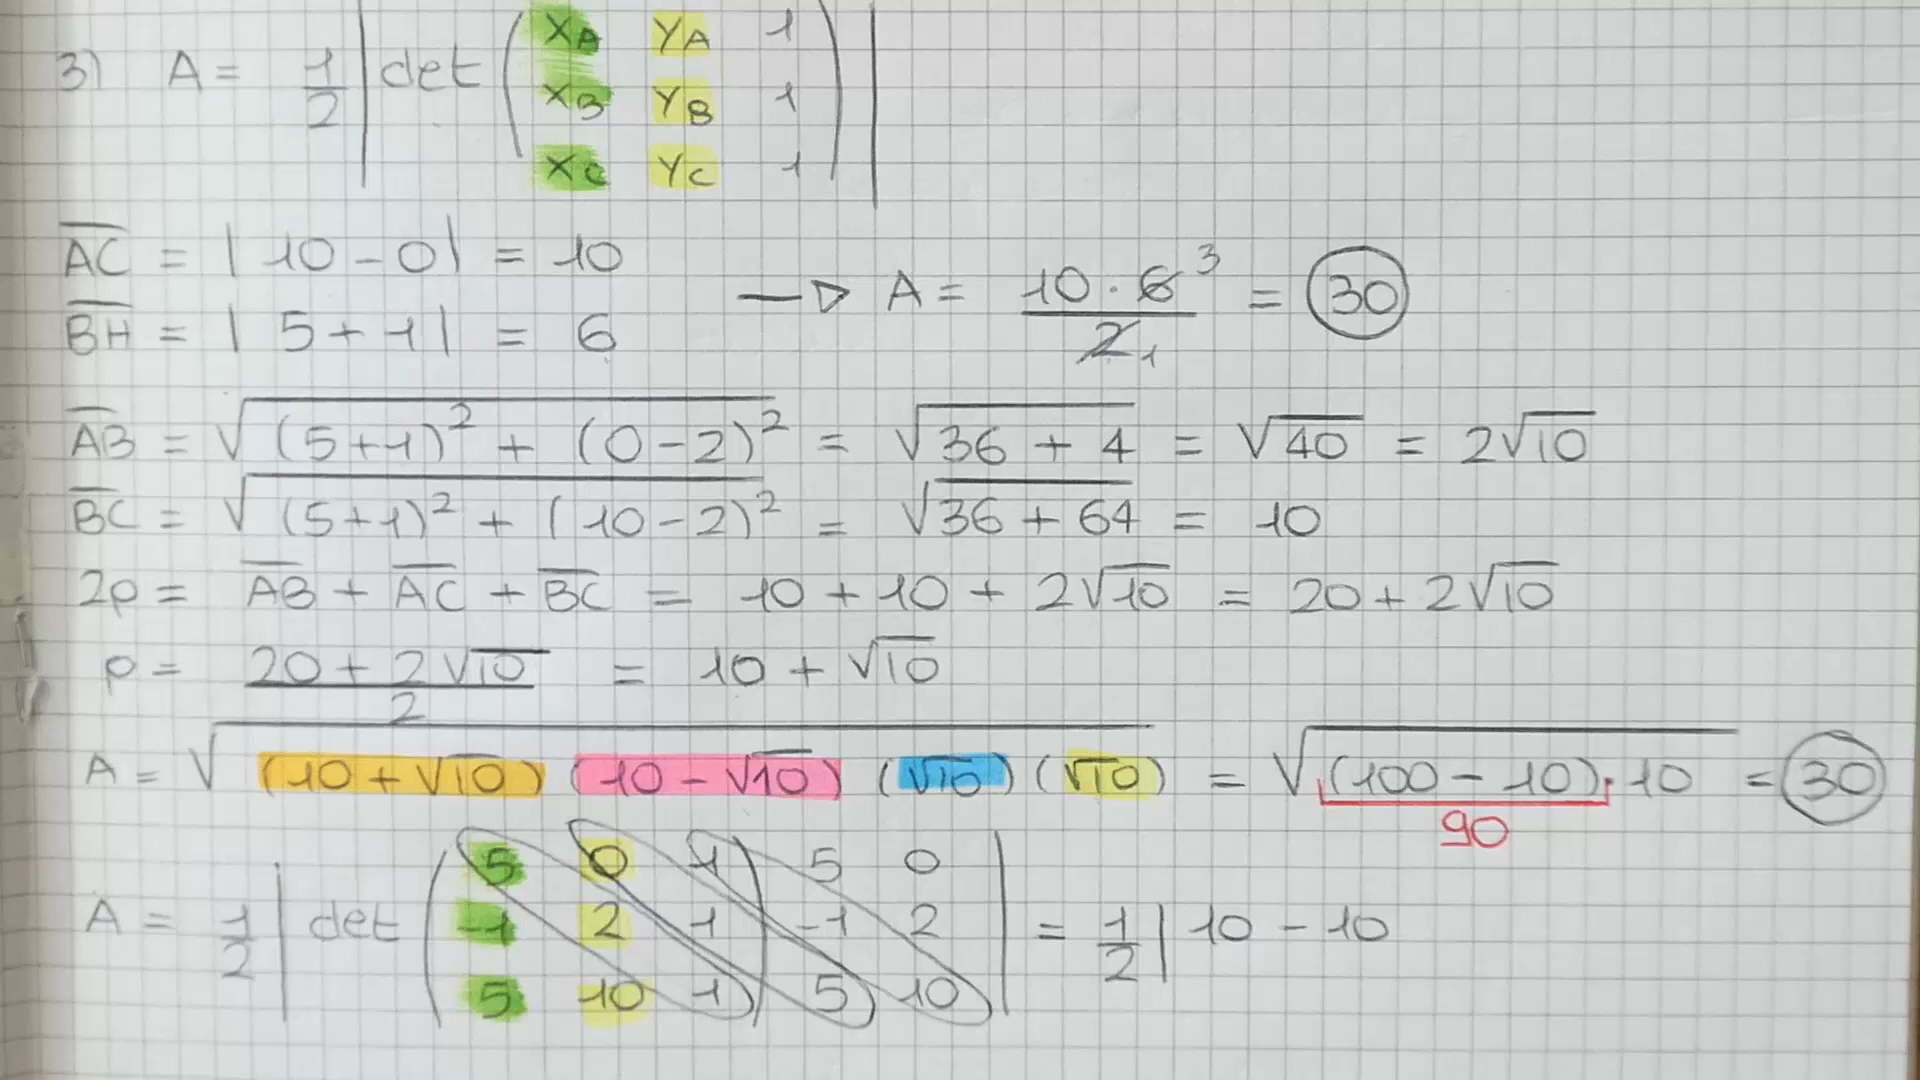 3) A = 1/2 | det ( XA YA 1
XB YB 1
XC YC 1 ) |
AC = | 10 - 0 | = 10
BH = | 5 + 1 | = 6
→ A = 10 · 6 3 / 2 1 = 30
AB = √(5+1)² + (0-2)² = √36 + 4 = √40 = 2√10
BC = √(5+1)² + (10-2)² = √36 + 64 = 10
2p = AB + AC + BC = 10 + 10 + 2√10 = 20 + 2√10
p = 20 + 2√10 / 2 = 10 + √10
A = √(10 + √10) (10 - √10) (√10) (√10) = √(100 - 10) · 10 = 30
90
A = 1/2 | det ( 5 0 1 ) 5 0
-1 2 1 -1 2
5 10 1 5 10 | = 1/2 | 10 - 10